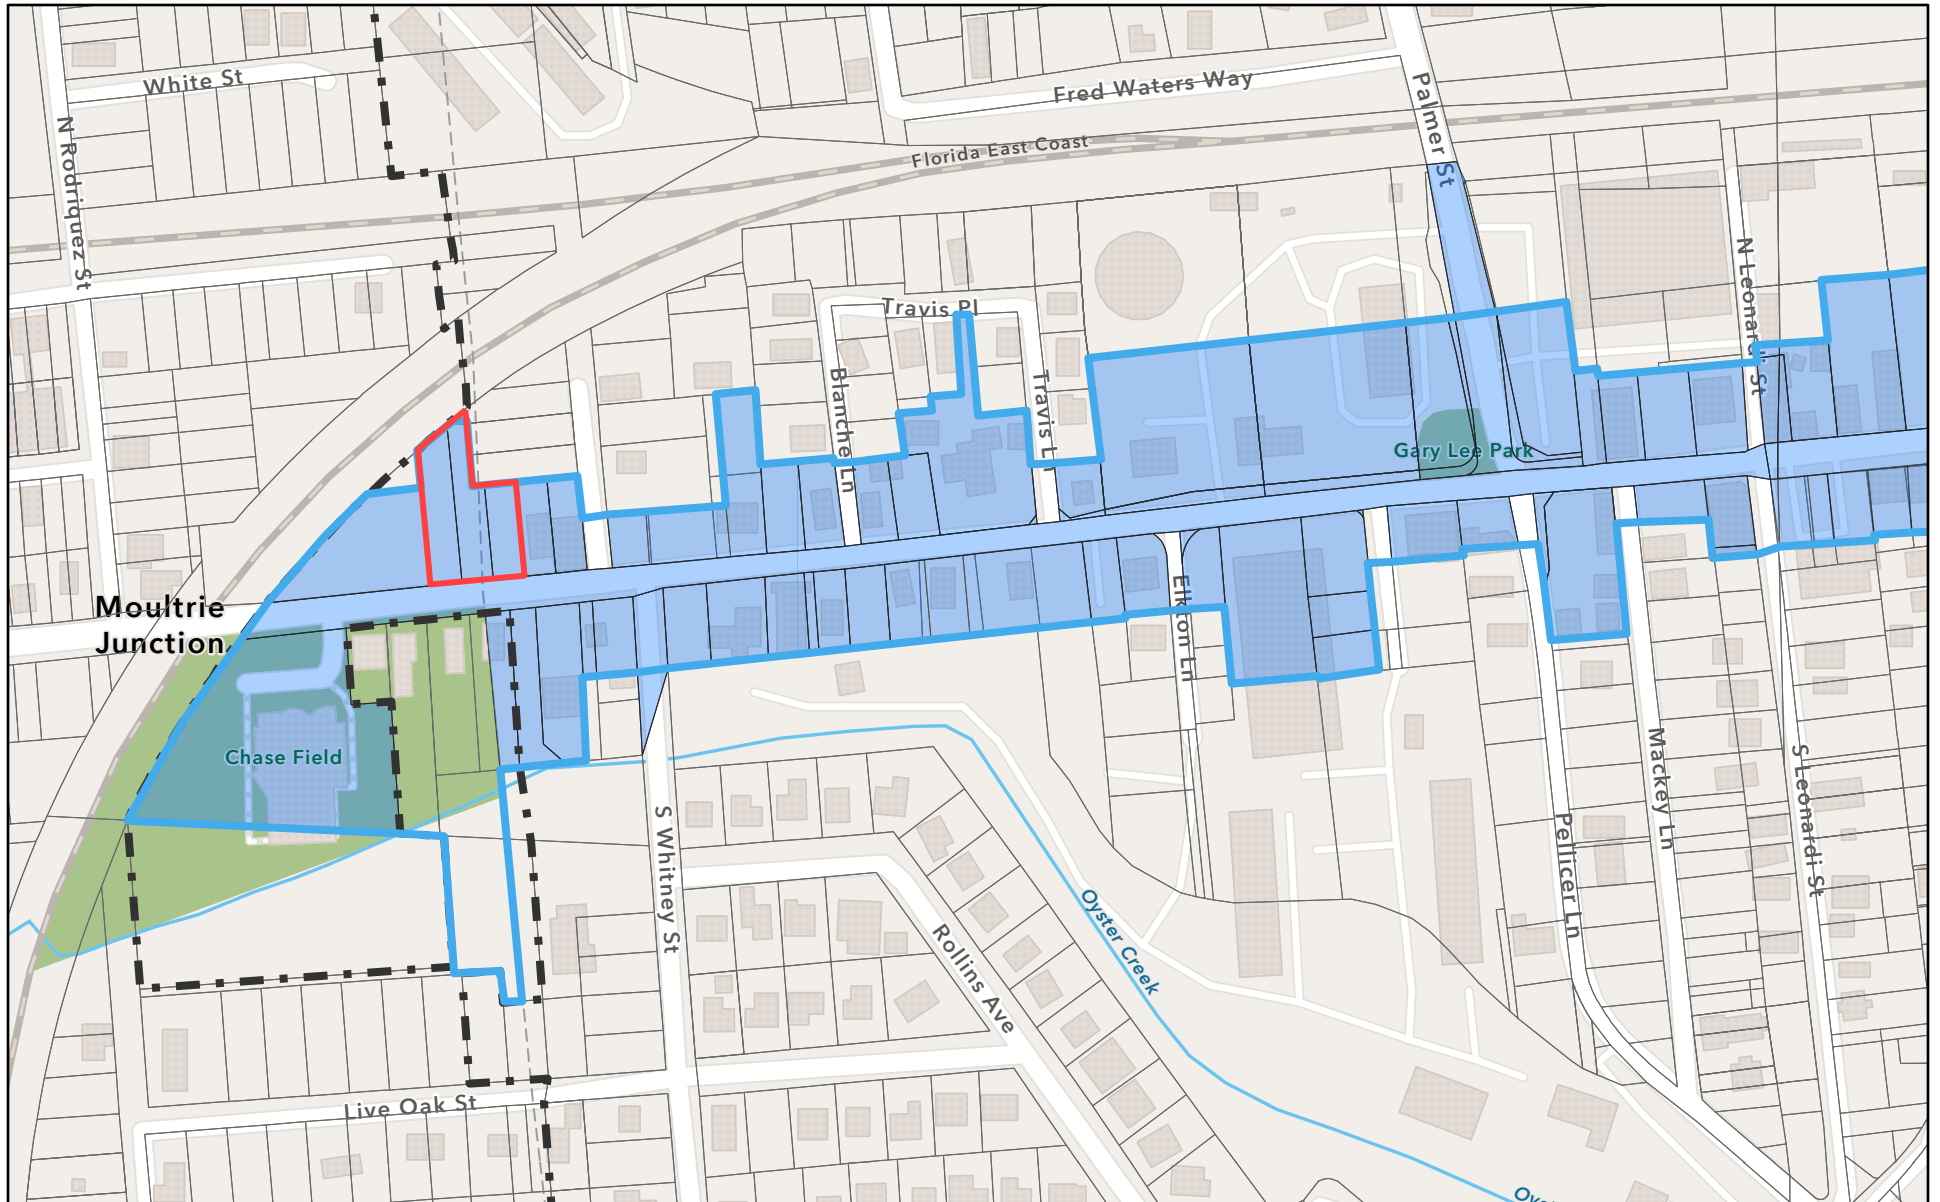 White St
Fred Waters Way
Palmer St
N Rodriquez St
Florida East Coast
N Leonardi St
Travis Pl
Blanche Ln
Travis Ln
Gary Lee Park
Moultrie
Junction
Elkton Ln
Chase Field
Mackey Ln
S Leonardi St
S Whitney St
Pellicer Ln
Oyster Creek
Rollins Ave
Live Oak St